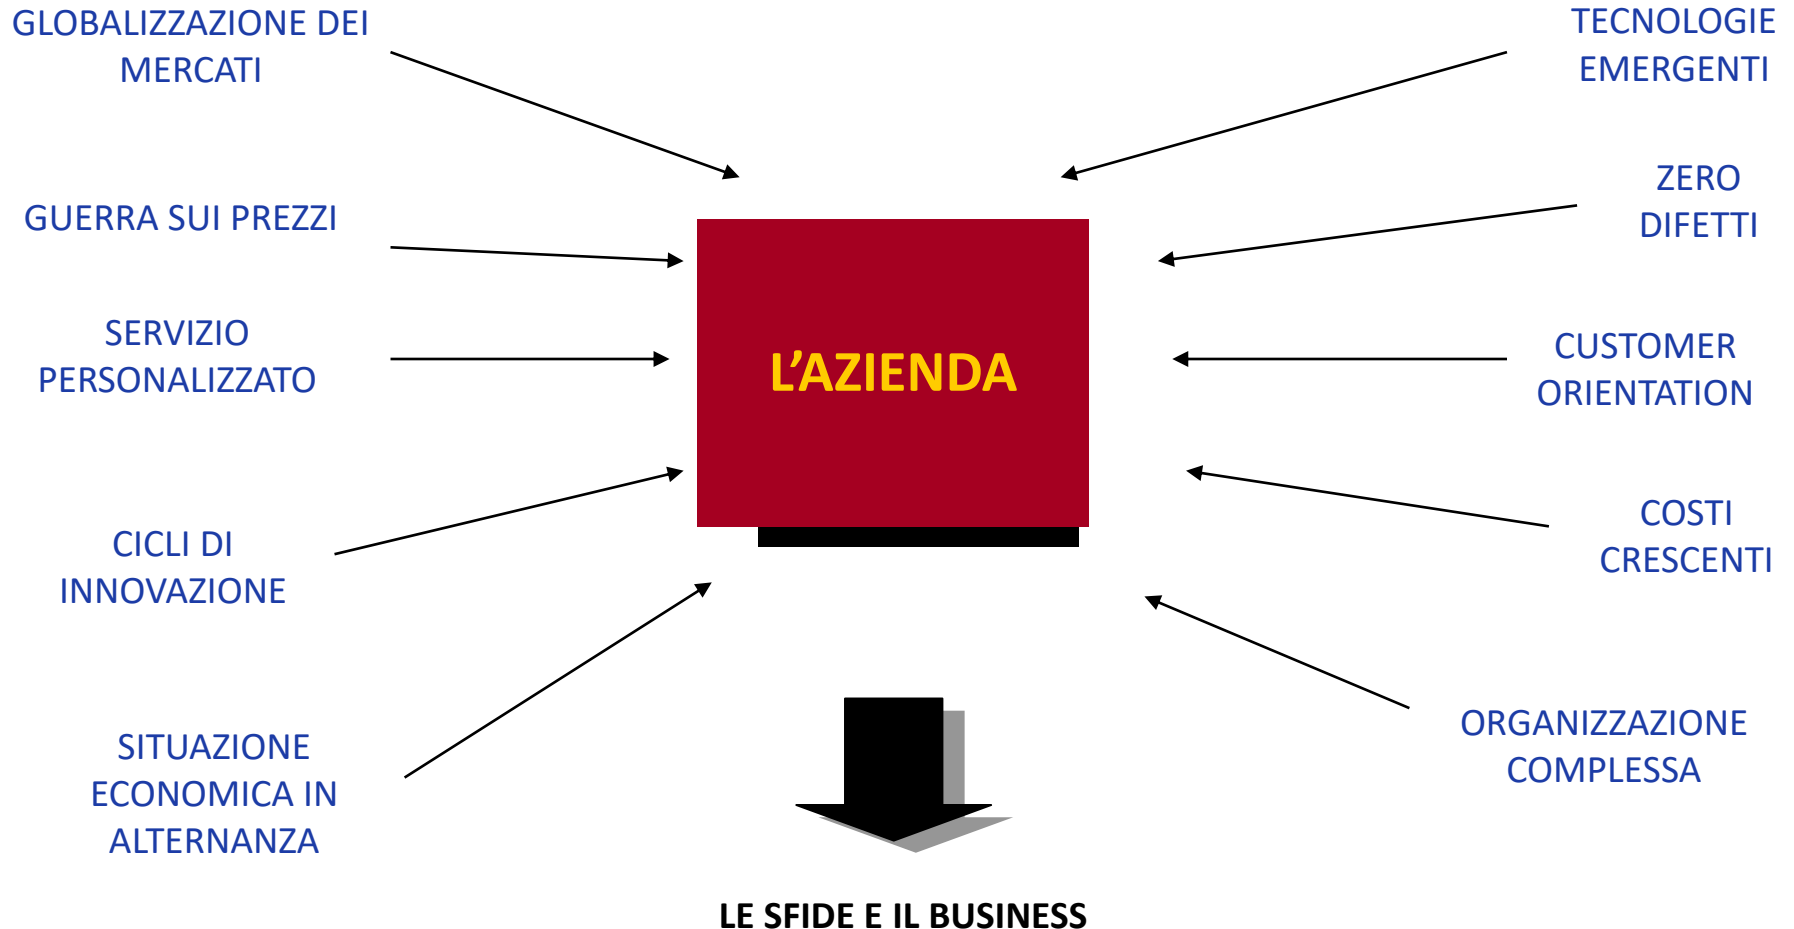 GLOBALIZZAZIONE DEI
MERCATI
GUERRA SUI PREZZI
SERVIZIO
PERSONALIZZATO
CICLI DI
INNOVAZIONE
SITUAZIONE
ECONOMICA IN
ALTERNANZA
L’AZIENDA
TECNOLOGIE
EMERGENTI
ZERO
DIFETTI
CUSTOMER
ORIENTATION
COSTI
CRESCENTI
ORGANIZZAZIONE
COMPLESSA
LE SFIDE E IL BUSINESS